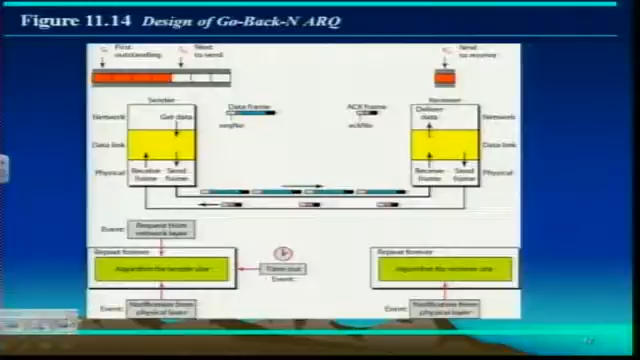 Figure 11.14 Design of Go-Back-N ARQ
First
outstanding
Next
to send
Next
to receive
Sender
Data frame
ACK frame
Receiver
Network
Get data
Deliver
data
Network
seqNo
ackNo
Data link
Data link
Physical
Receive
frame
Send
frame
Receive
frame
Send
frame
Physical
Event:
Request from
network layer
Repeat forever
Algorithm for sender site
Time-out
Event:
Repeat forever
Algorithm for receiver site
Event:
Notification from
physical layer
Event:
Notification from
physical layer